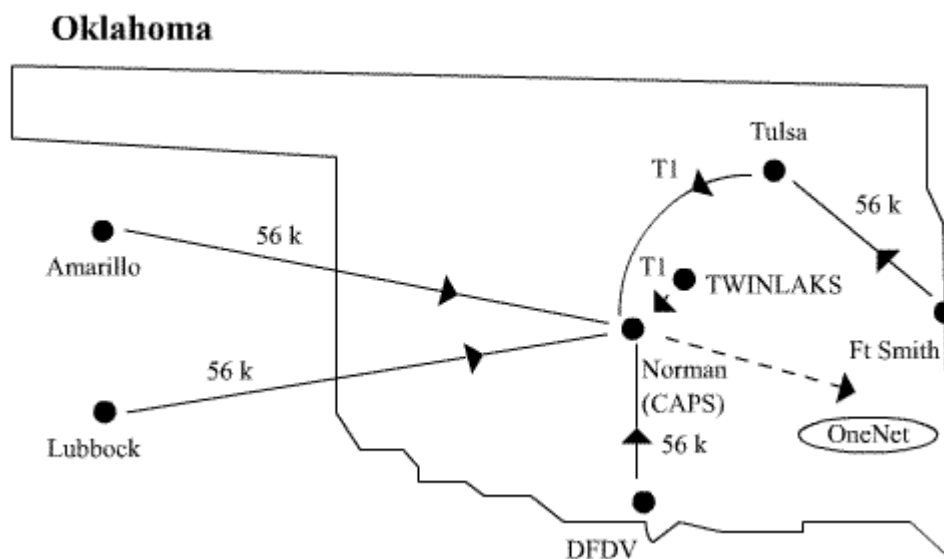 Oklahoma
Tulsa
T1
56 k
56 k
Amarillo
T1
TWINLAKS
Ft Smith
56 k
Norman
(CAPS)
OneNet
Lubbock
56 k
DFDV